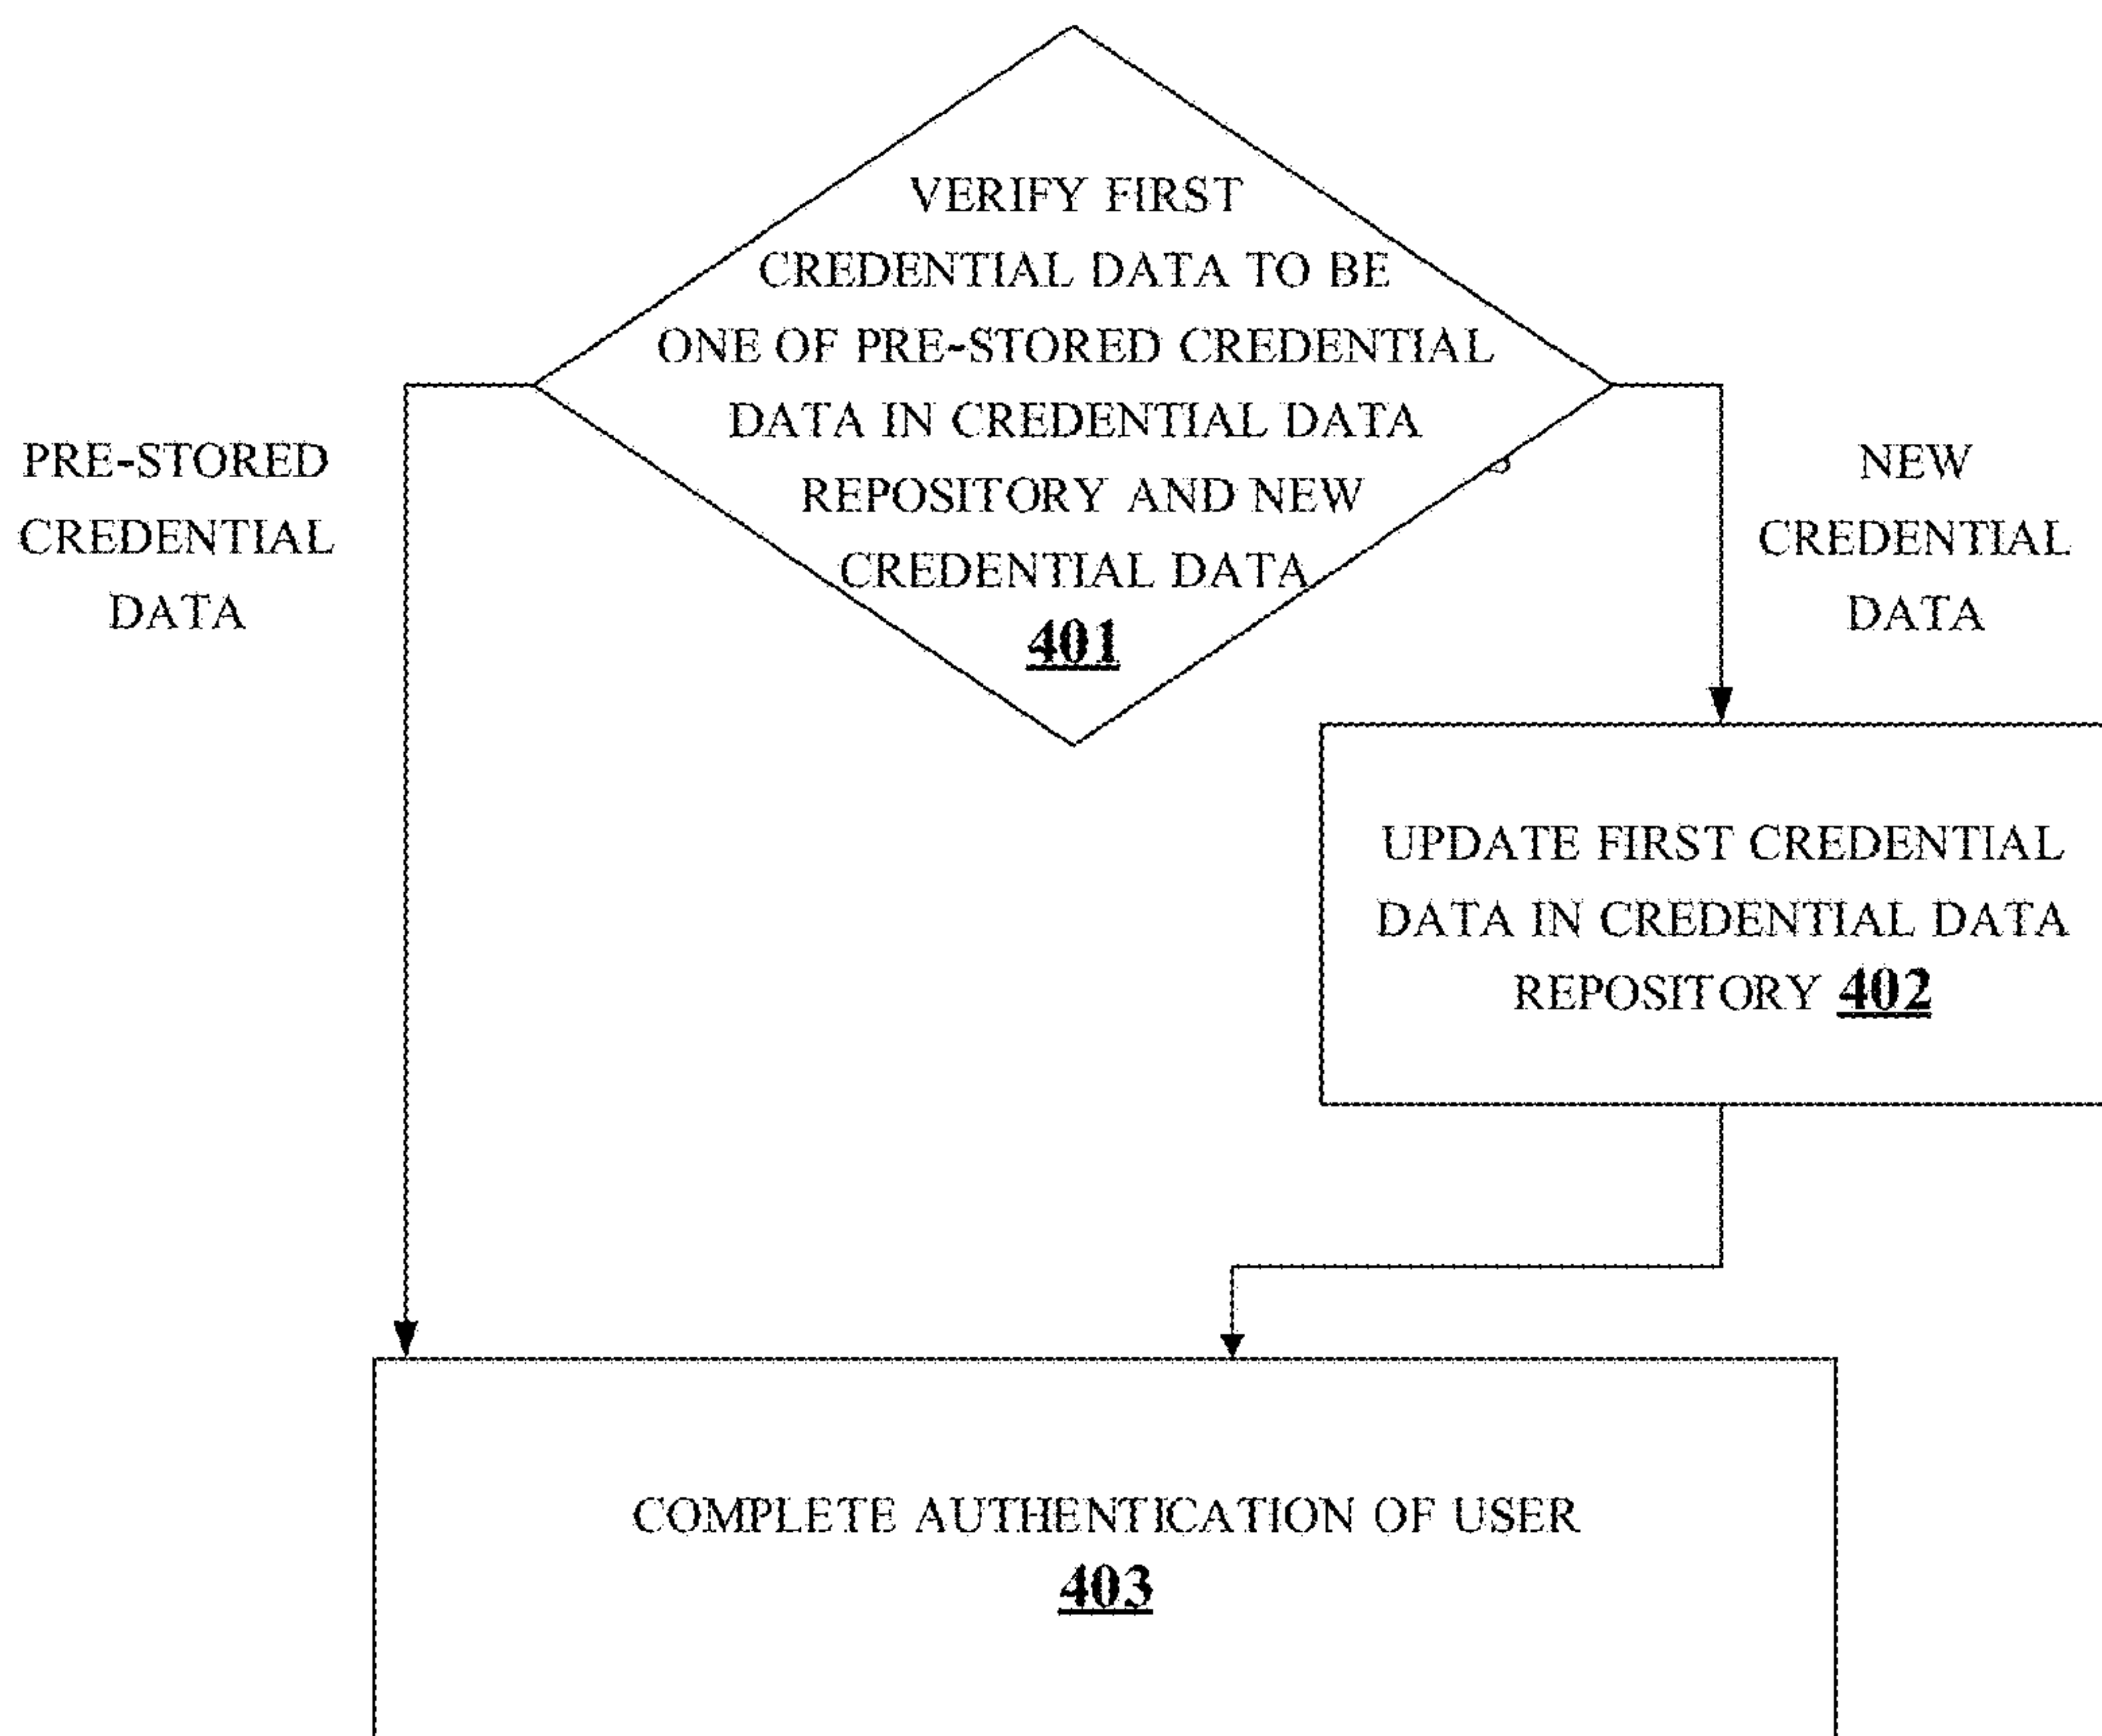 VERIFY FIRST
CREDENTIAL DATA TO BE
ONE OF PRE-STORED CREDENTIAL
DATA IN CREDENTIAL DATA
REPOSITORY AND NEW
CREDENTIAL DATA
401
PRE-STORED
CREDENTIAL
DATA
NEW
CREDENTIAL
DATA
UPDATE FIRST CREDENTIAL
DATA IN CREDENTIAL DATA
REPOSITORY 402
COMPLETE AUTHENTICATION OF USER
403